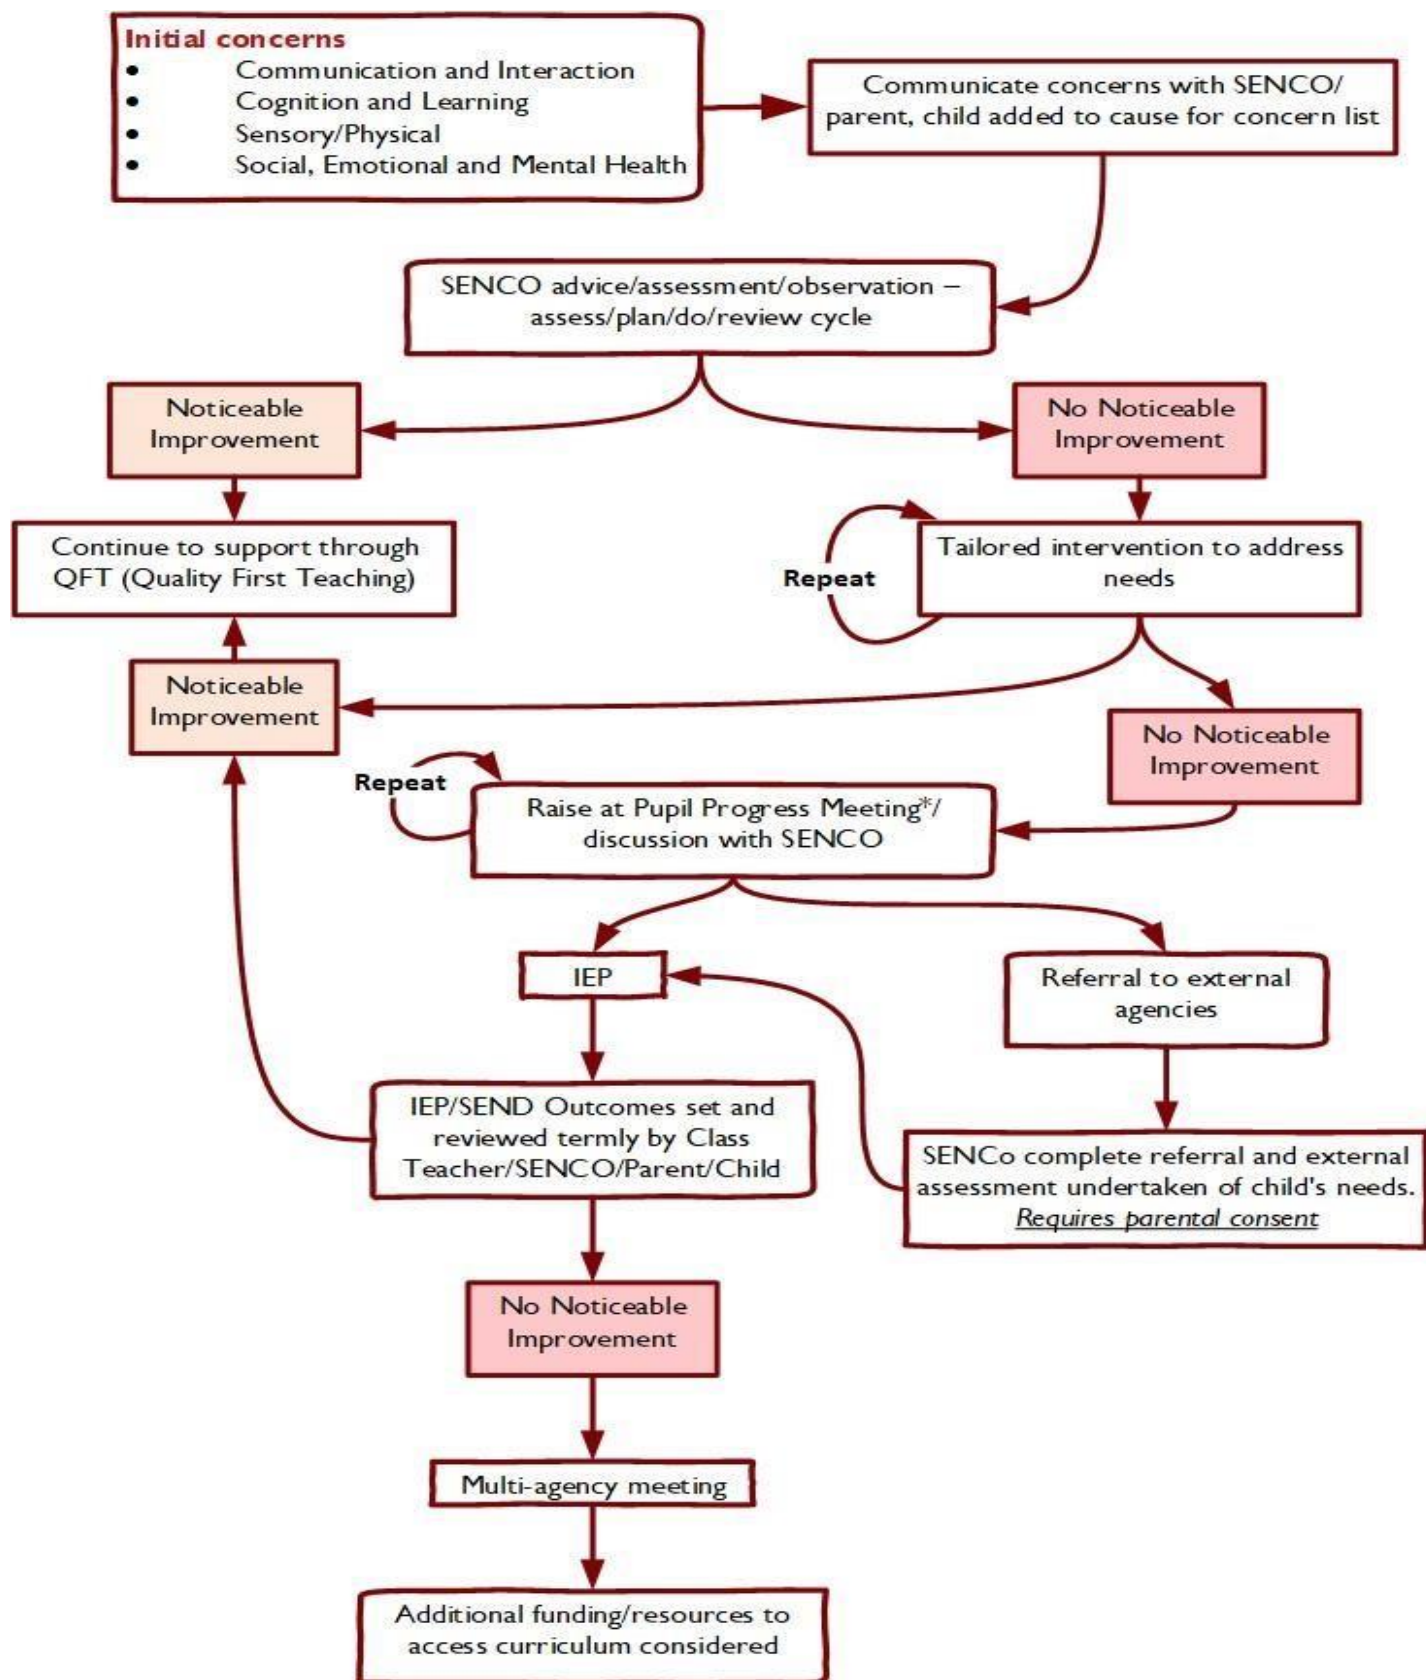 Initial concerns
• Communication and Interaction
• Cognition and Learning
• Sensory/Physical
• Social, Emotional and Mental Health
Communicate concerns with SENCO/
parent, child added to cause for concern list
SENCO advice/assessment/observation –
assess/plan/do/review cycle
Noticeable
Improvement
No Noticeable
Improvement
Continue to support through
QFT (Quality First Teaching)
Repeat
Tailored intervention to address
needs
Noticeable
Improvement
No Noticeable
Improvement
Repeat
Raise at Pupil Progress Meeting*/
discussion with SENCO
IEP
Referral to external
agencies
IEP/SEND Outcomes set and
reviewed termly by Class
Teacher/SENCO/Parent/Child
SENCo complete referral and external
assessment undertaken of child's needs.
Requires parental consent
No Noticeable
Improvement
Multi-agency meeting
Additional funding/resources to
access curriculum considered